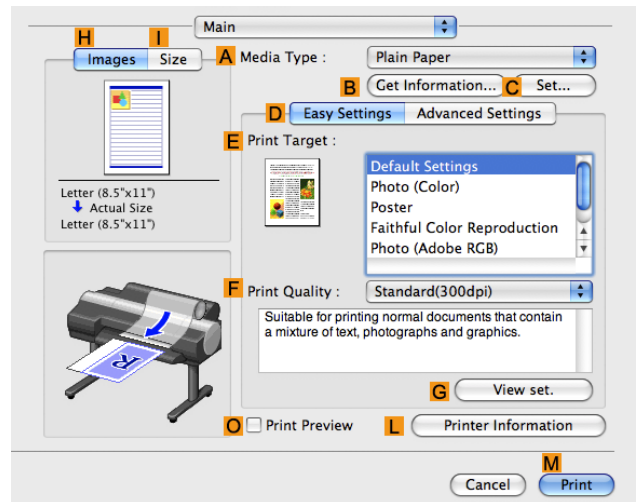 Main
H I
Images Size
A Media Type : Plain Paper
B Get Information... C Set...
D Easy Settings Advanced Settings
E Print Target :
Default Settings
Photo (Color)
Poster
Faithful Color Reproduction
Photo (Adobe RGB)
Letter (8.5"x11")
Actual Size
Letter (8.5"x11")
F Print Quality : Standard(300dpi)
Suitable for printing normal documents that contain
a mixture of text, photographs and graphics.
R
G View set.
O Print Preview L Printer Information
M
Cancel Print